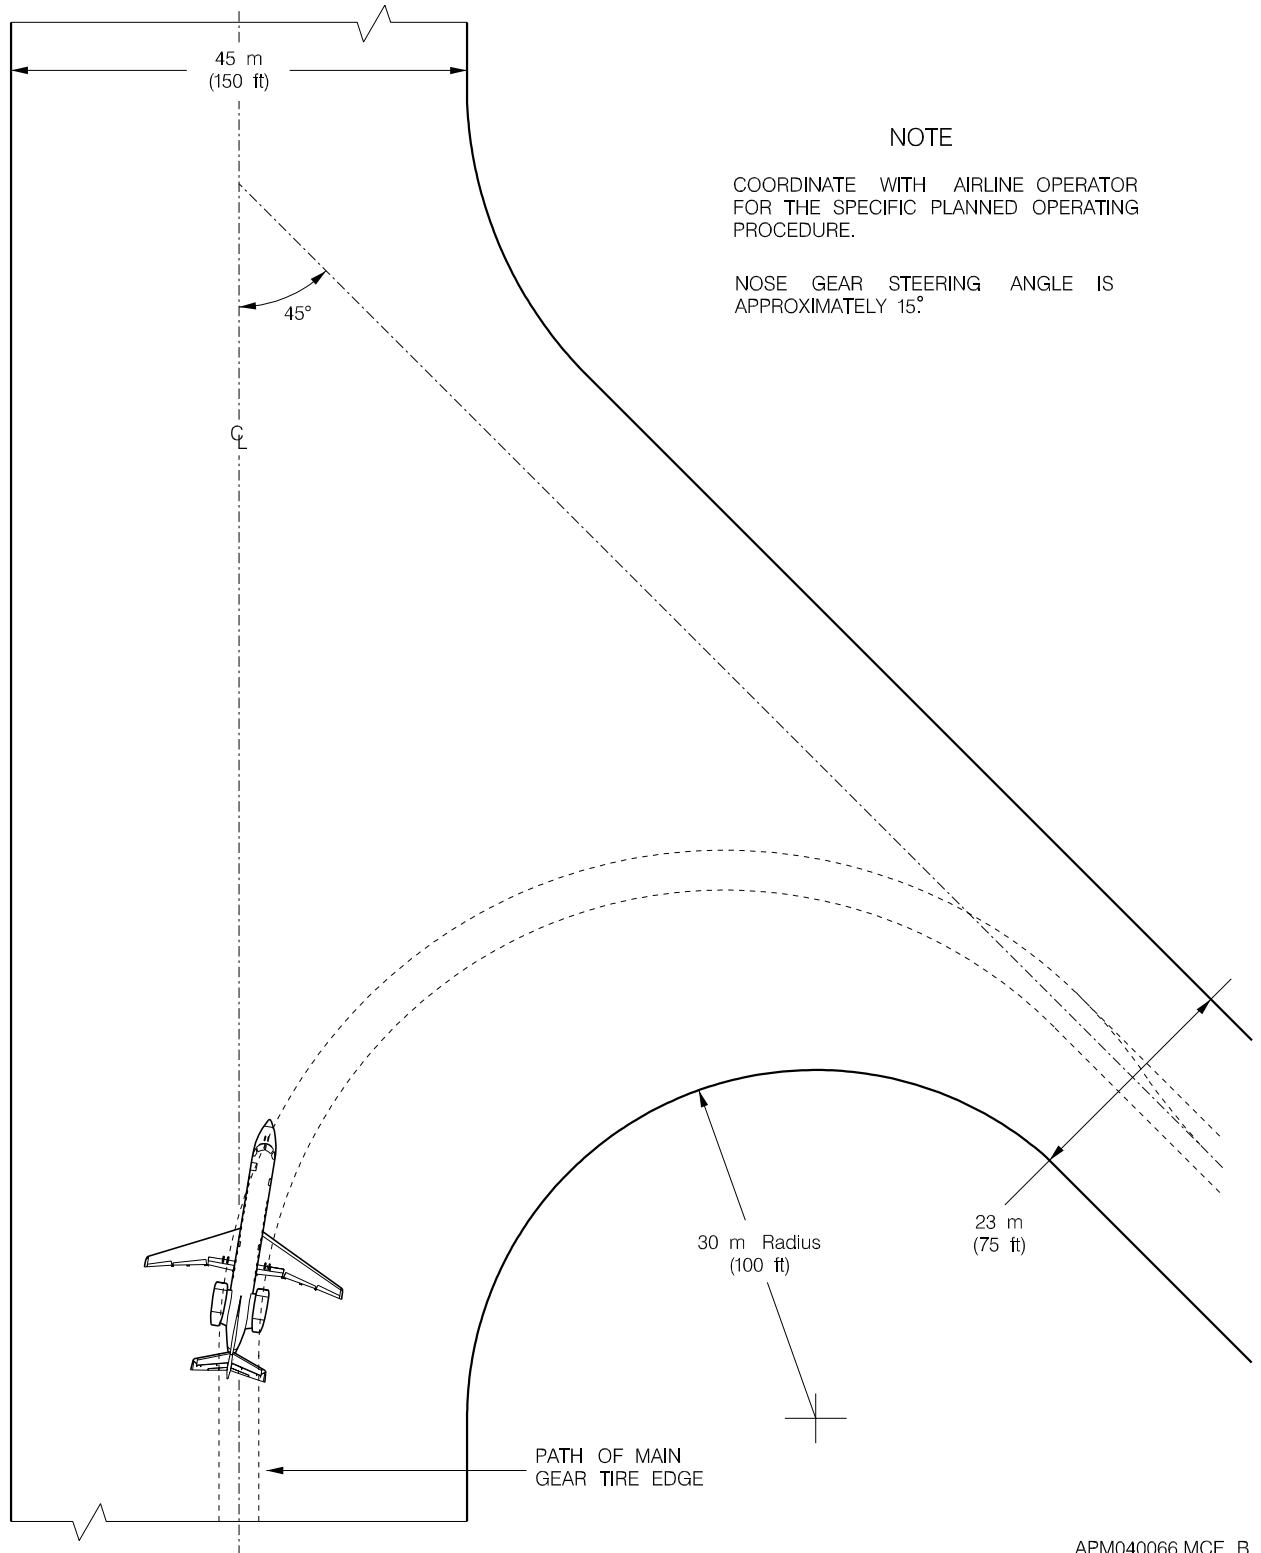 45 m
(150 ft)
NOTE
COORDINATE WITH AIRLINE OPERATOR
FOR THE SPECIFIC PLANNED OPERATING
PROCEDURE.
NOSE GEAR STEERING ANGLE IS
APPROXIMATELY 15°.
45°
CL
30 m Radius
(100 ft)
23 m
(75 ft)
PATH OF MAIN
GEAR TIRE EDGE
APM040066.MCE B